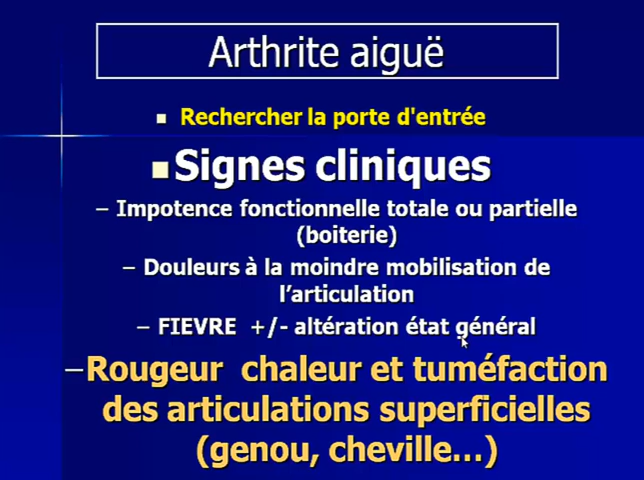 Arthrite aiguë
Rechercher la porte d'entrée
Signes cliniques
– Impotence fonctionnelle totale ou partielle
(boiterie)
– Douleurs à la moindre mobilisation de
l'articulation
– FIEVRE +/- altération état général
–Rougeur chaleur et tuméfaction
des articulations superficielles
(genou, cheville...)